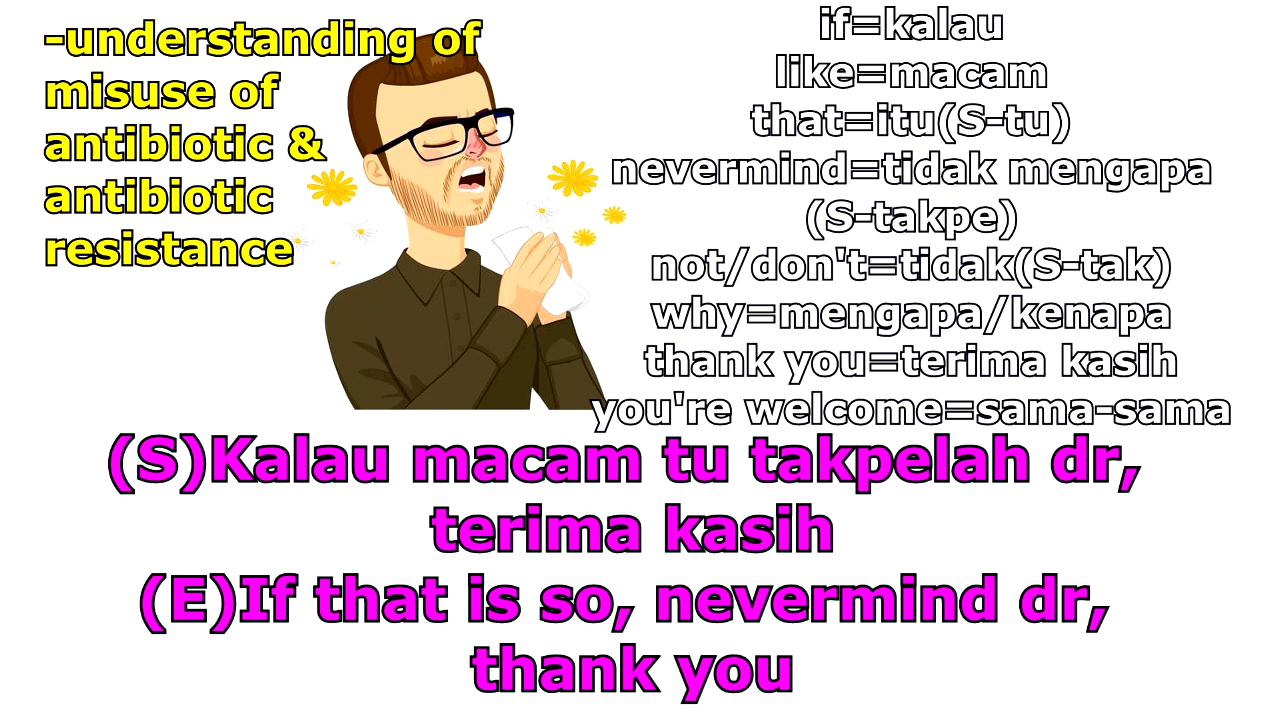 -understanding of
misuse of
antibiotic &
antibiotic
resistance
if=kalau
like=macam
that=itu(S-tu)
nevermind=tidak mengapa
(S-takpe)
not/don't=tidak(S-tak)
why=mengapa/kenapa
thank you=terima kasih
you're welcome=sama-sama
(S)Kalau macam tu takpelah dr,
terima kasih
(E)If that is so, nevermind dr,
thank you